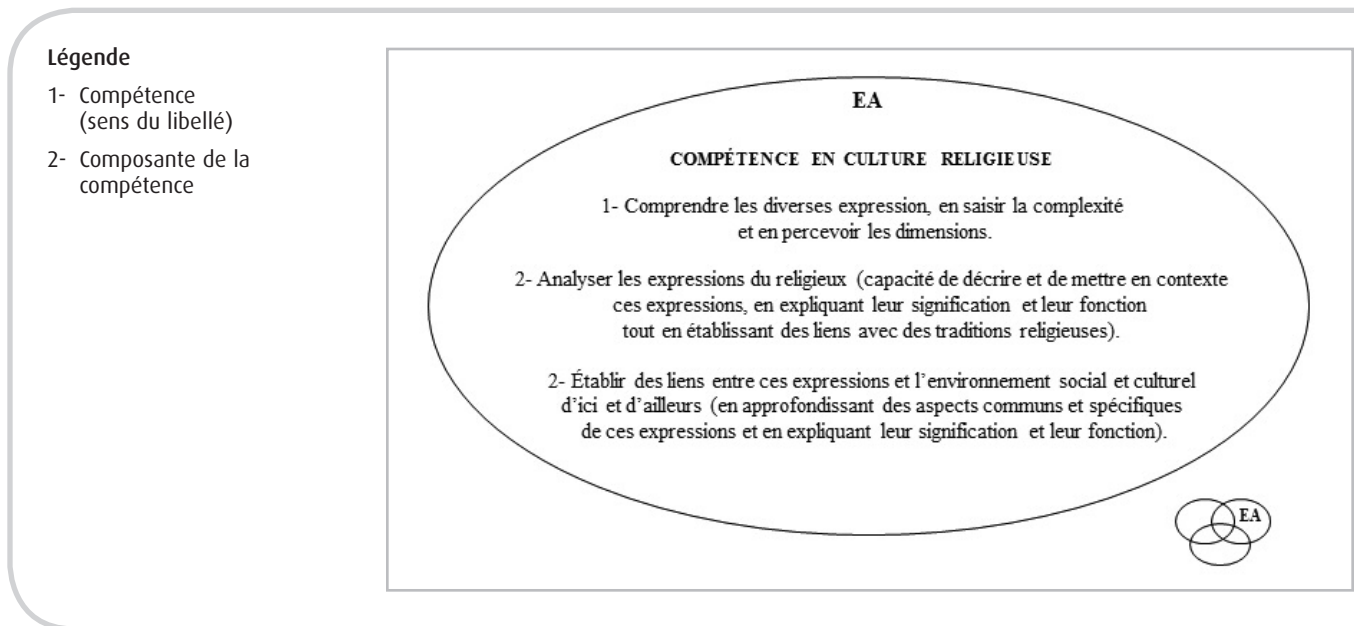 Légende
1- Compétence
(sens du libellé)
2- Composante de la
compétence
EA
COMPÉTENCE EN CULTURE RELIGIEUSE
1- Comprendre les diverses expression, en saisir la complexité
et en percevoir les dimensions.
2- Analyser les expressions du religieux (capacité de décrire et de mettre en contexte
ces expressions, en expliquant leur signification et leur fonction
tout en établissant des liens avec des traditions religieuses).
2- Établir des liens entre ces expressions et l’environnement social et culturel
d’ici et d’ailleurs (en approfondissant des aspects communs et spécifiques
de ces expressions et en expliquant leur signification et leur fonction).
EA